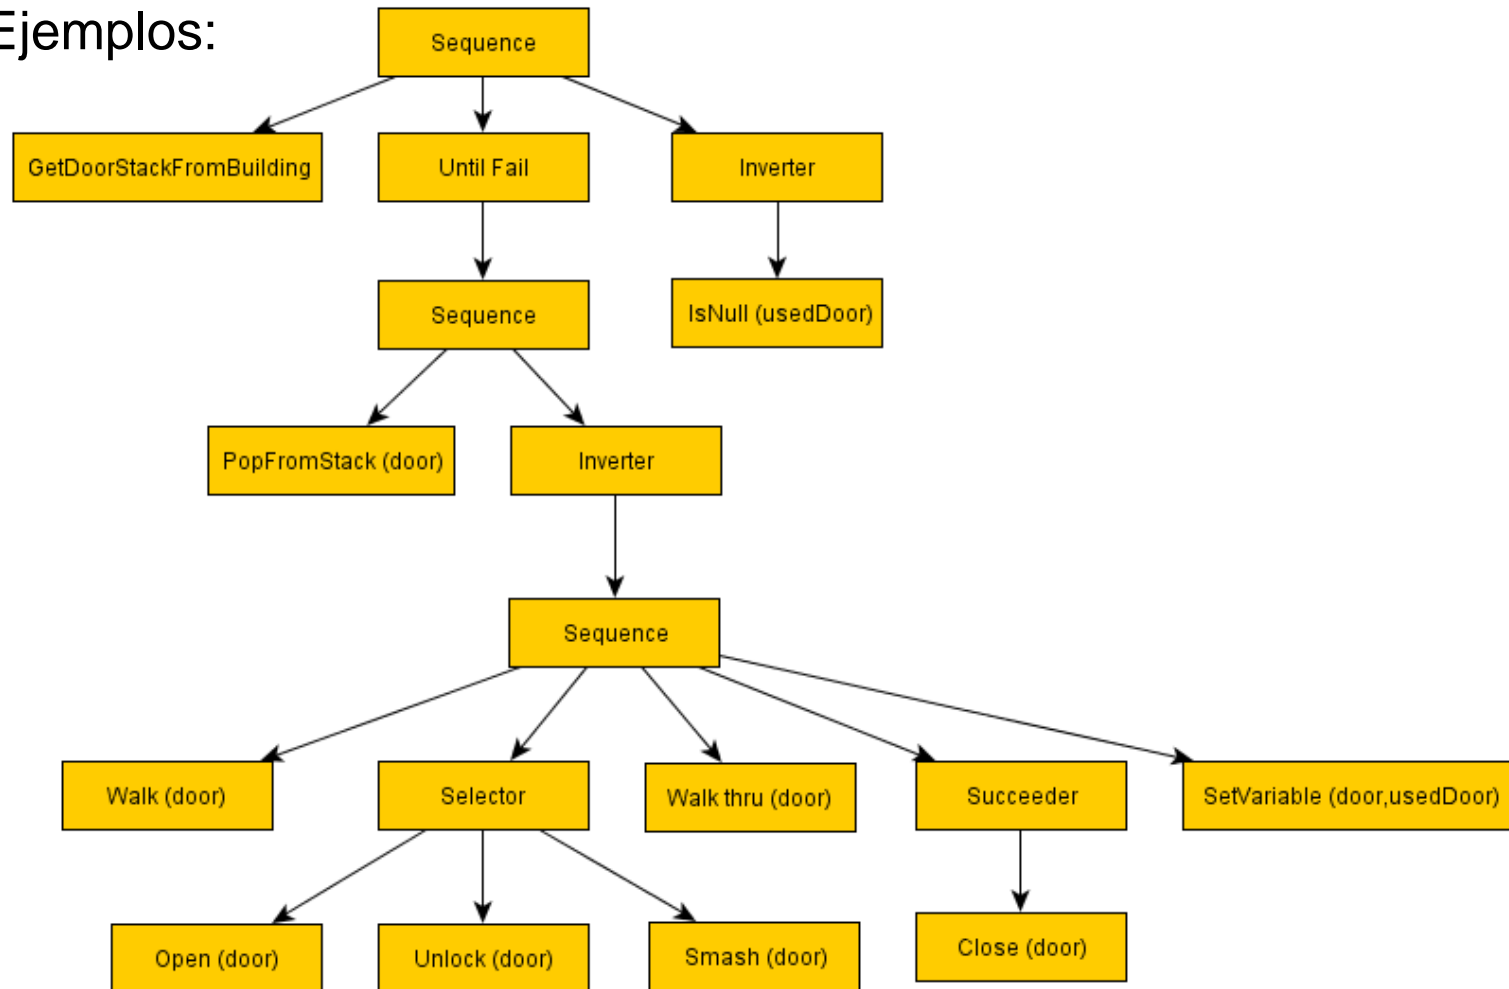 Ejemplos:
Sequence
GetDoorStackFromBuilding
Until Fail
Inverter
Sequence
IsNull (usedDoor)
PopFromStack (door)
Inverter
Sequence
Walk (door)
Selector
Walk thru (door)
Succeeder
SetVariable (door,usedDoor)
Open (door)
Unlock (door)
Smash (door)
Close (door)